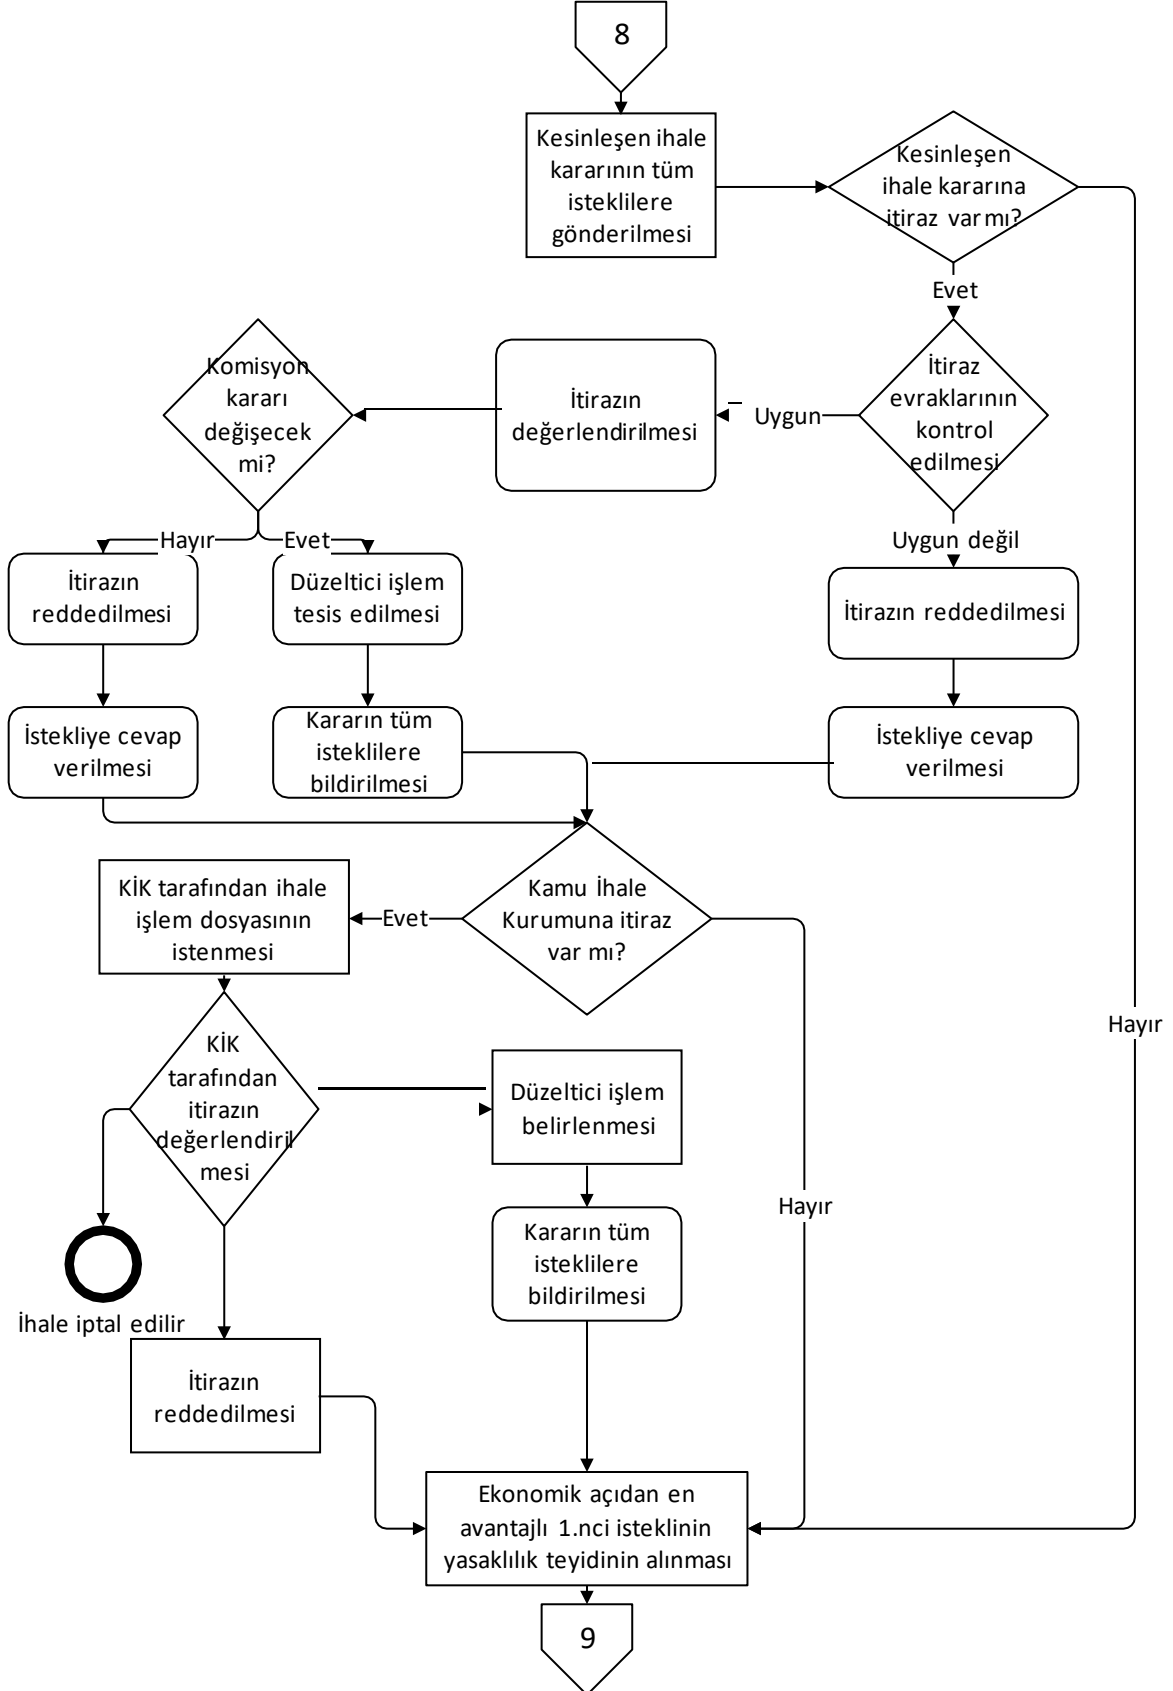 8
Kesinleşen ihale
kararının tüm
isteklilere
gönderilmesi
Kesinleşen
ihale kararına
itiraz var mı?
Evet
Komisyon
kararı
değişecek
mi?
İtirazın
değerlendirilmesi
Uygun
İtiraz
evraklarının
kontrol
edilmesi
Hayır
Evet
Uygun değil
İtirazın
reddedilmesi
Düzeltici işlem
tesis edilmesi
İtirazın reddedilmesi
İstekliye cevap
verilmesi
Kararın tüm
isteklilere
bildirilmesi
İstekliye cevap
verilmesi
KİK tarafından ihale
işlem dosyasının
istenmesi
Evet
Kamu İhale
Kurumuna itiraz
var mı?
Hayır
KİK
tarafından
itirazın
değerlendiril
mesi
Düzeltici işlem
belirlenmesi
Hayır
Kararın tüm
isteklilere
bildirilmesi
İhale iptal edilir
İtirazın
reddedilmesi
Ekonomik açıdan en
avantajlı 1.nci isteklinin
yasaklılık teyidinin alınması
9